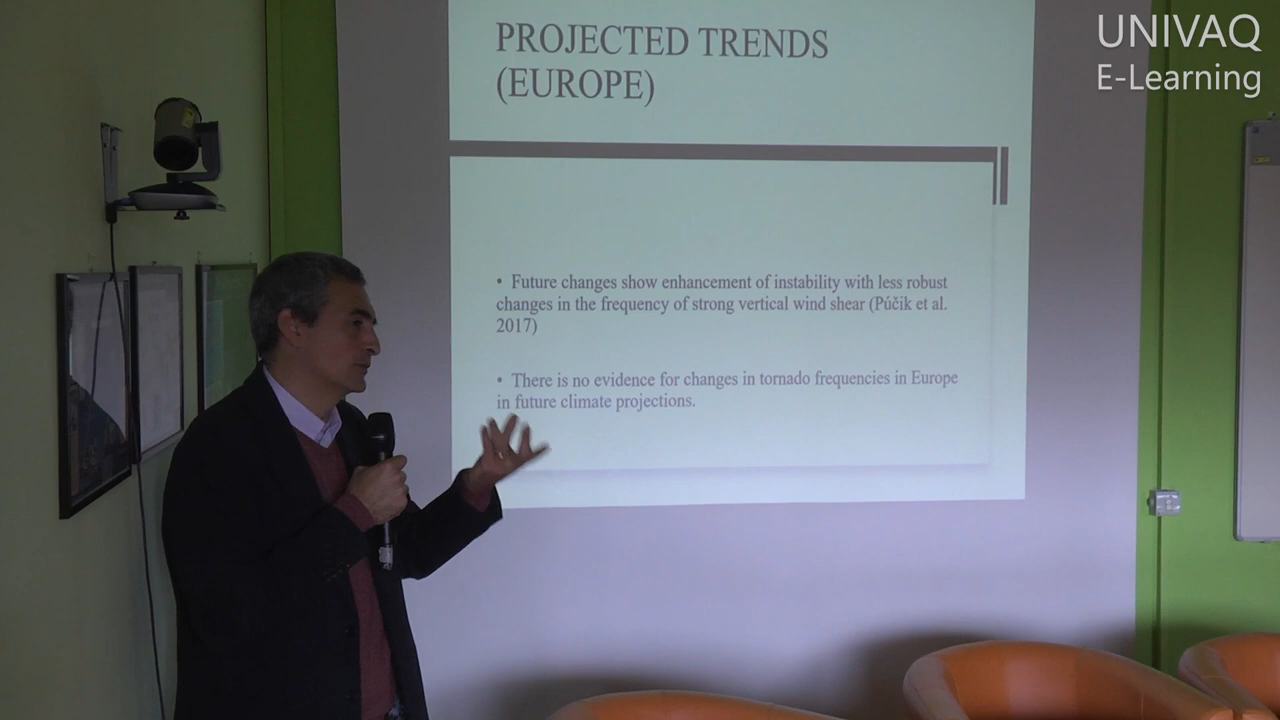 UNIVAQ
E-Learning
PROJECTED TRENDS
(EUROPE)
• Future changes show enhancement of instability with less robust
changes in the frequency of strong vertical wind shear (Púčik et al.
2017)
• There is no evidence for changes in tornado frequencies in Europe
in future climate projections.